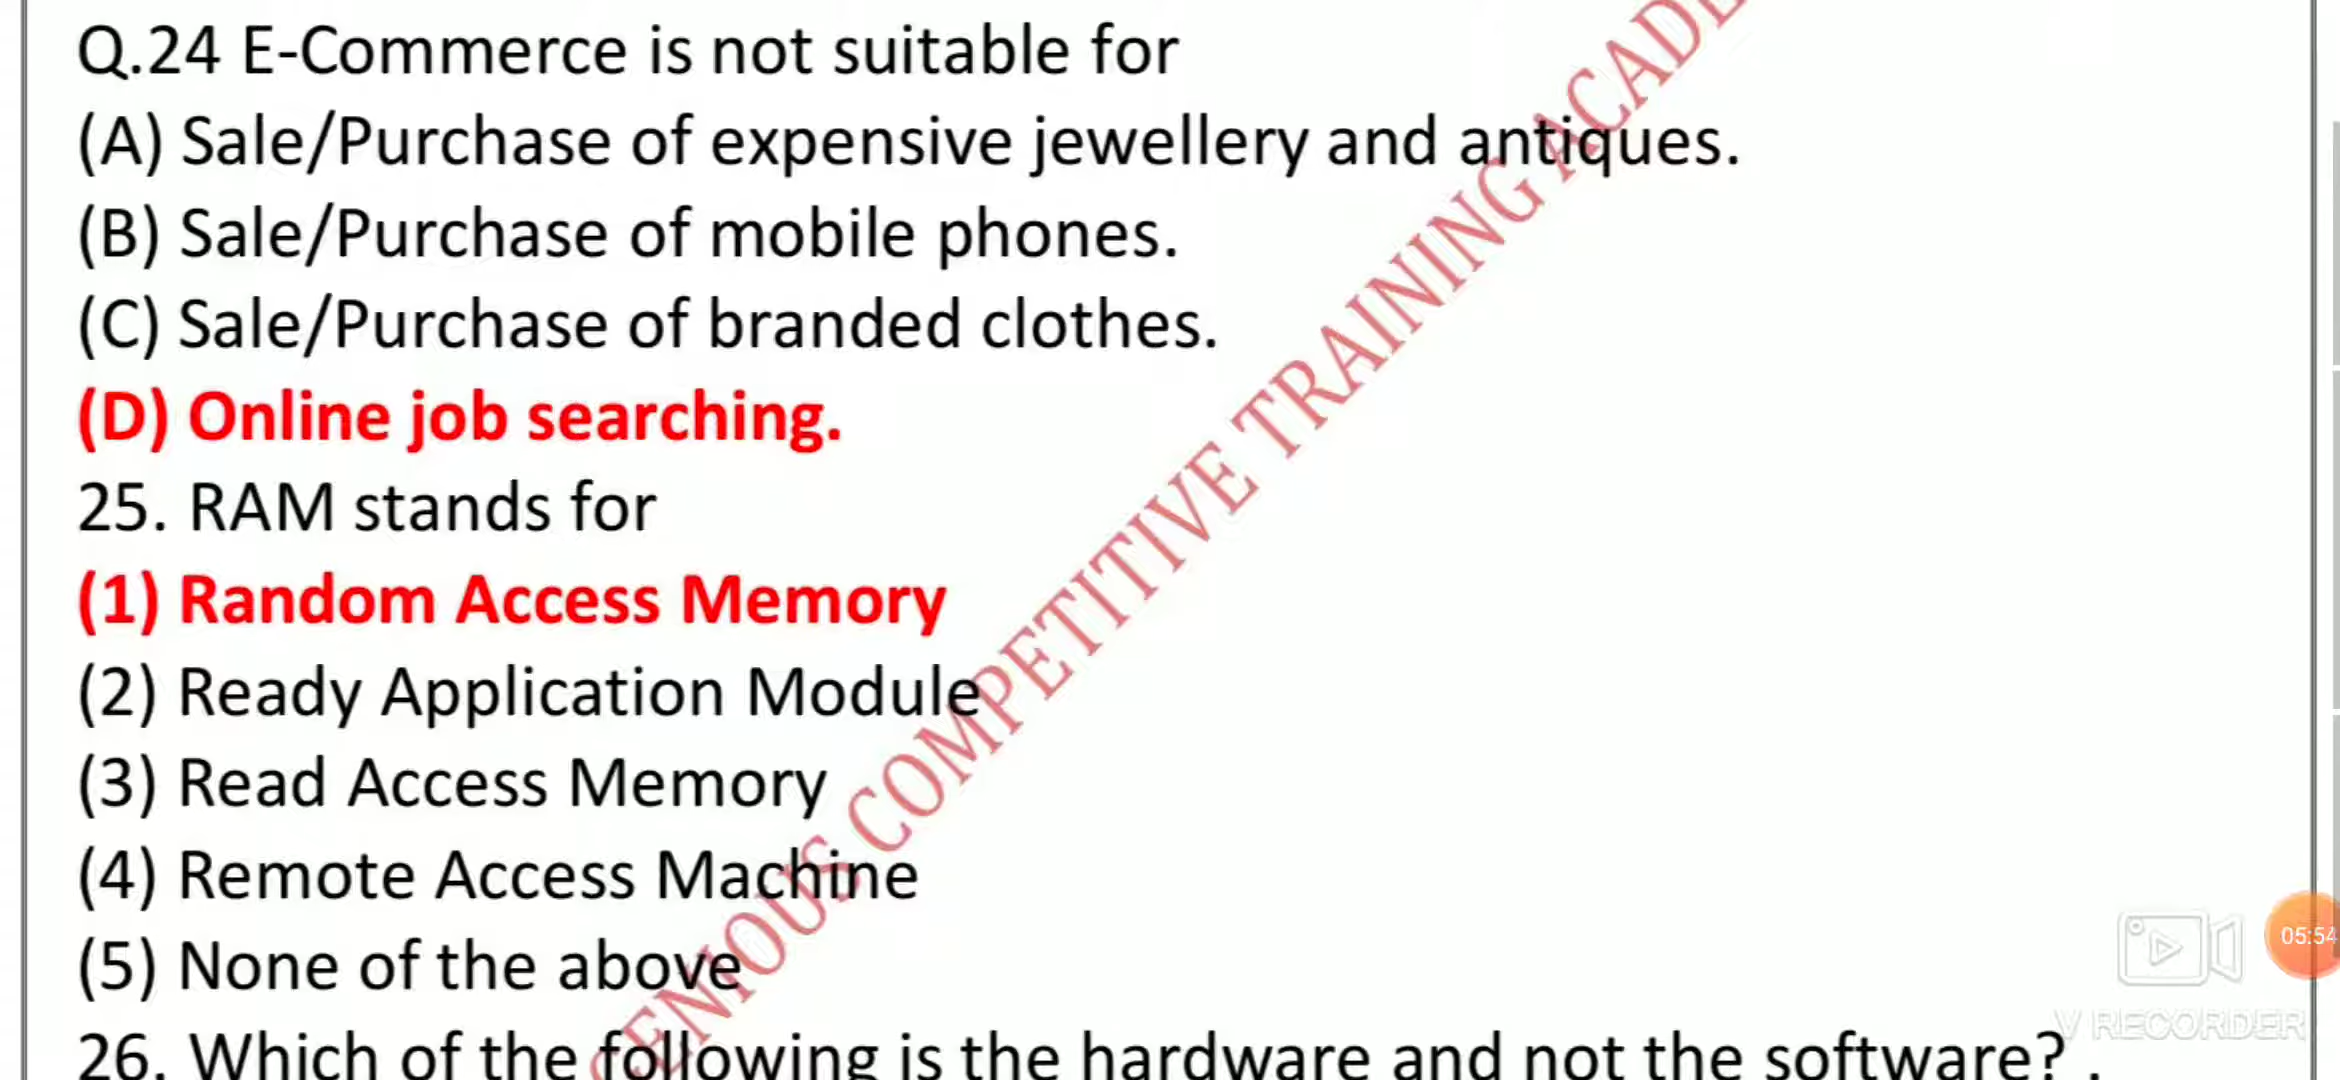 Q.24 E-Commerce is not suitable for
(A) Sale/Purchase of expensive jewellery and antiques.
(B) Sale/Purchase of mobile phones.
(C) Sale/Purchase of branded clothes.
(D) Online job searching.
25. RAM stands for
(1) Random Access Memory
(2) Ready Application Module
(3) Read Access Memory
(4) Remote Access Machine
(5) None of the above
26. Which of the following is the hardware and not the software? .
COMPETITIVE TRAINING
05:54
V RECORDER